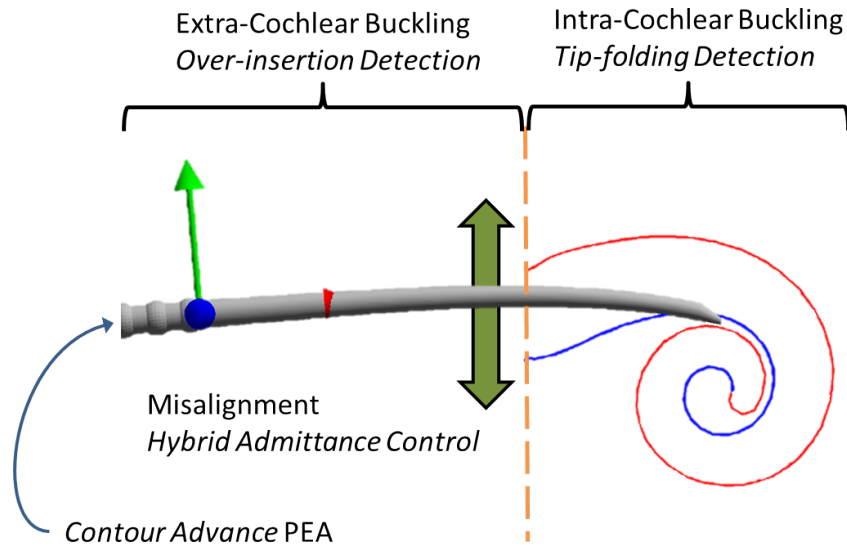 Extra-Cochlear Buckling
Over-insertion Detection
Intra-Cochlear Buckling
Tip-folding Detection
Misalignment
Hybrid Admittance Control
Contour Advance PEA